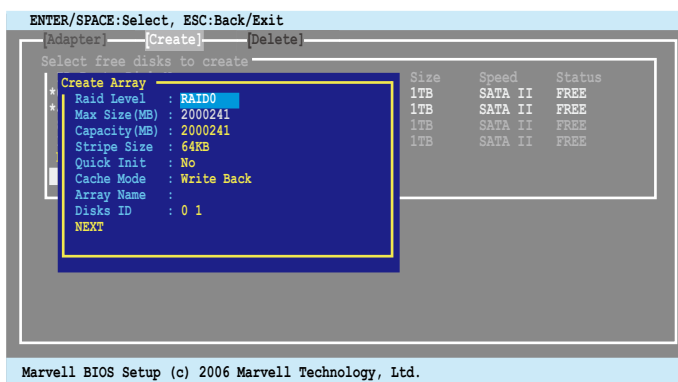 ENTER/SPACE:Select, ESC:Back/Exit
[Adapter] [Create] [Delete]
Select free disks to create
Size Speed Status
* 1TB SATA II FREE
* 1TB SATA II FREE
1TB SATA II FREE
1TB SATA II FREE
Create Array
Raid Level : RAID0
Max Size(MB) : 2000241
Capacity(MB) : 2000241
Stripe Size : 64KB
Quick Init : No
Cache Mode : Write Back
Array Name :
Disks ID : 0 1
NEXT
Marvell BIOS Setup (c) 2006 Marvell Technology, Ltd.